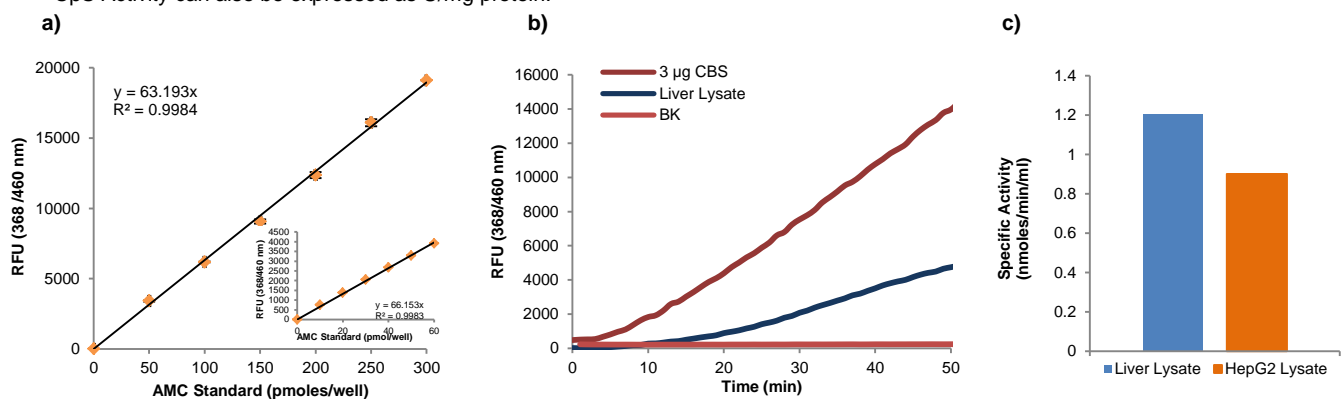 a)
b)
c)
20000
15000
10000
5000
0
RFU (368 /460 nm)
y = 63.193x
R² = 0.9984
0 50 100 150 200 250 300
AMC Standard (pmoles/well)
4500
4000
3500
3000
2500
2000
1500
1000
500
0
RFU (368/460 nm)
y = 66.153x
R² = 0.9983
0 20 40 60
AMC Standard (pmol/well)
16000
14000
12000
10000
8000
6000
4000
2000
0
RFU (368/460 nm)
3 µg CBS
Liver Lysate
BK
0 10 20 30 40 50
Time (min)
1.4
1.2
1
0.8
0.6
0.4
0.2
0
Specific Activity
(nmoles/min/ml)
Liver Lysate HepG2 Lysate